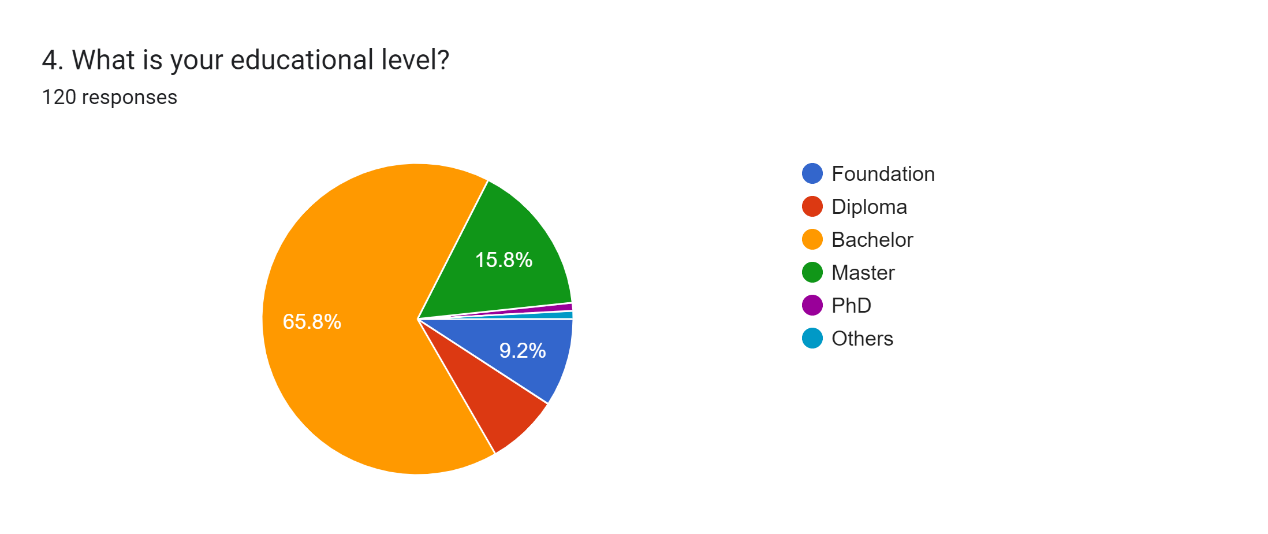 4. What is your educational level?
120 responses
15.8%
65.8%
9.2%
Foundation
Diploma
Bachelor
Master
PhD
Others